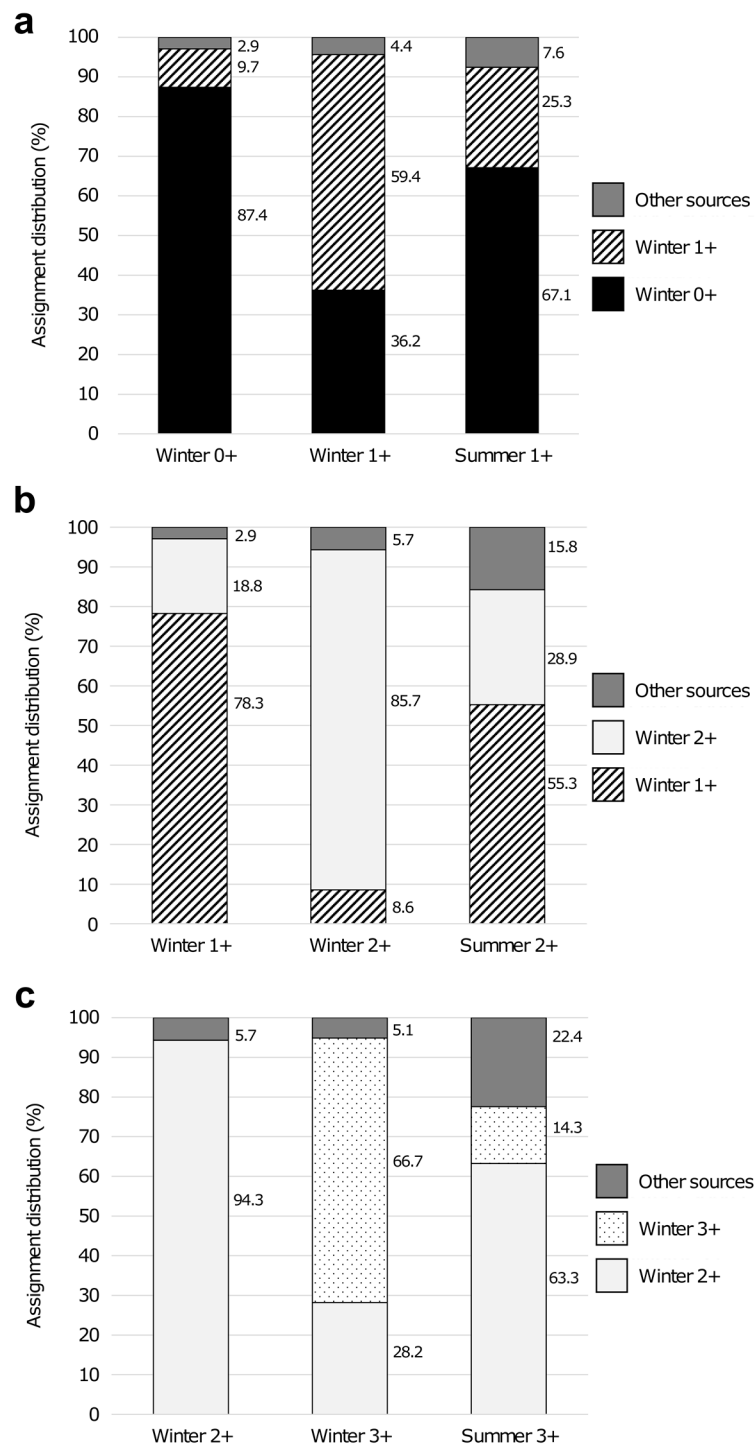 a
Assignment distribution (%)
100
90
80
70
60
50
40
30
20
10
0
2.9
9.7
87.4
4.4
59.4
36.2
7.6
25.3
67.1
Winter 0+
Winter 1+
Summer 1+
Other sources
Winter 1+
Winter 0+
b
Assignment distribution (%)
100
90
80
70
60
50
40
30
20
10
0
2.9
18.8
78.3
5.7
85.7
8.6
15.8
28.9
55.3
Winter 1+
Winter 2+
Summer 2+
Other sources
Winter 2+
Winter 1+
c
Assignment distribution (%)
100
90
80
70
60
50
40
30
20
10
0
5.7
94.3
5.1
66.7
28.2
22.4
14.3
63.3
Winter 2+
Winter 3+
Summer 3+
Other sources
Winter 3+
Winter 2+